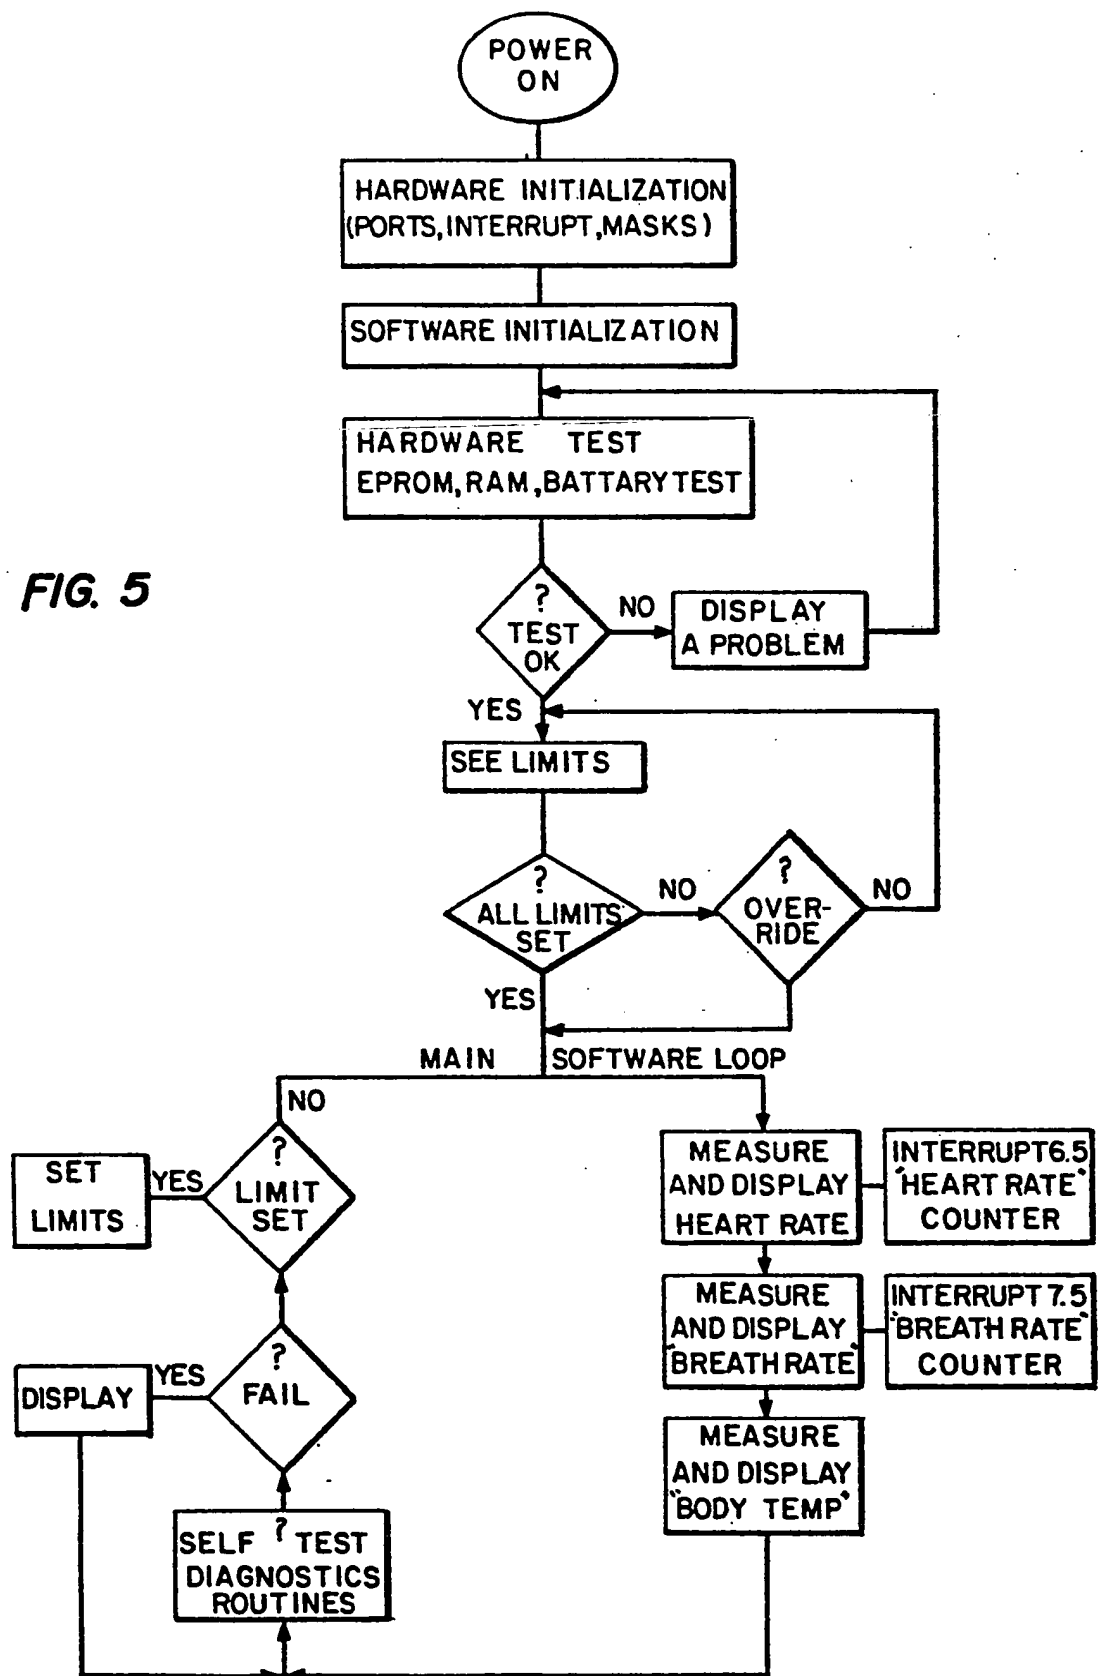 POWER
ON
HARDWARE INITIALIZATION
(PORTS,INTERRUPT,MASKS)
SOFTWARE INITIALIZATION
HARDWARE TEST
EPROM,RAM,BATTARY TEST
FIG. 5
?
TEST
OK
NO
DISPLAY
A PROBLEM
YES
SEE LIMITS
?
ALL LIMITS
SET
NO
?
OVER-
RIDE
NO
YES
MAIN SOFTWARE LOOP
NO
?
LIMIT
SET
YES
SET
LIMITS
MEASURE
AND DISPLAY
HEART RATE
INTERRUPT 6.5
"HEART RATE"
COUNTER
MEASURE
AND DISPLAY
"BREATH RATE"
INTERRUPT 7.5
"BREATH RATE"
COUNTER
?
FAIL
YES
DISPLAY
MEASURE
AND DISPLAY
"BODY TEMP"
SELF ? TEST
DIAGNOSTICS
ROUTINES